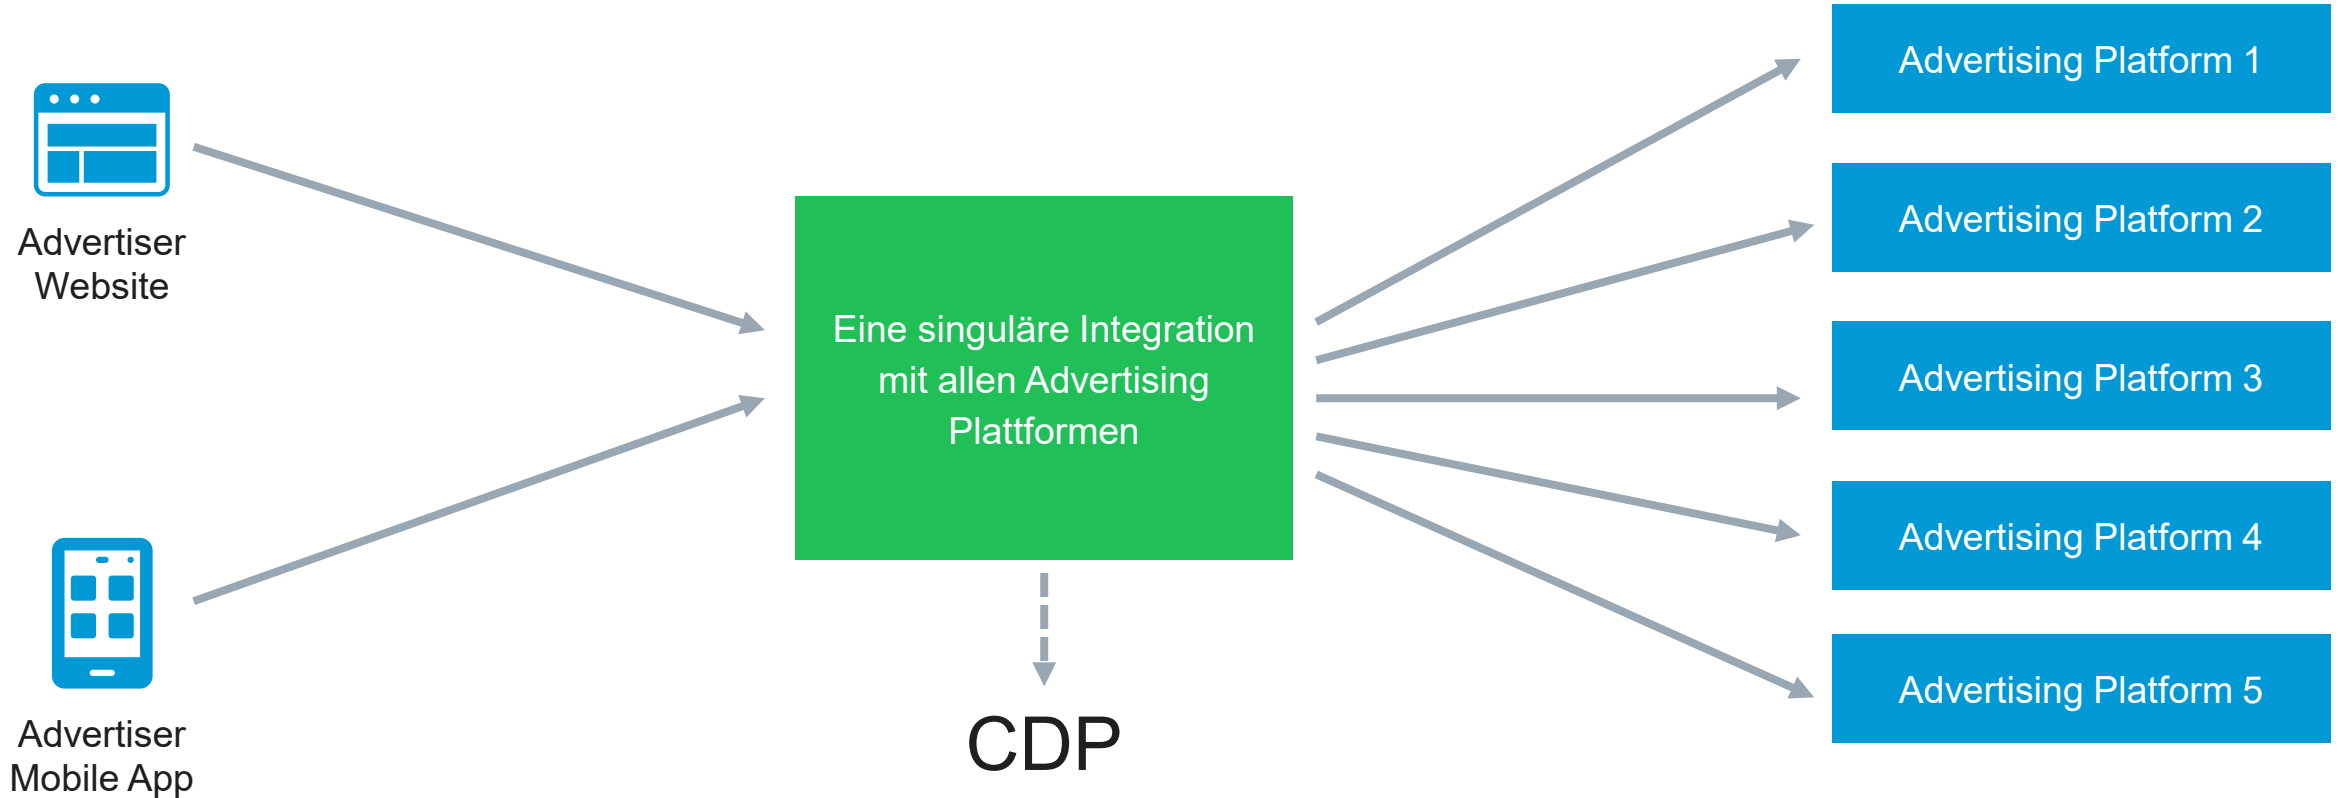 Advertiser
Website
Advertiser
Mobile App
Eine singuläre Integration
mit allen Advertising
Plattformen
CDP
Advertising Platform 1
Advertising Platform 2
Advertising Platform 3
Advertising Platform 4
Advertising Platform 5